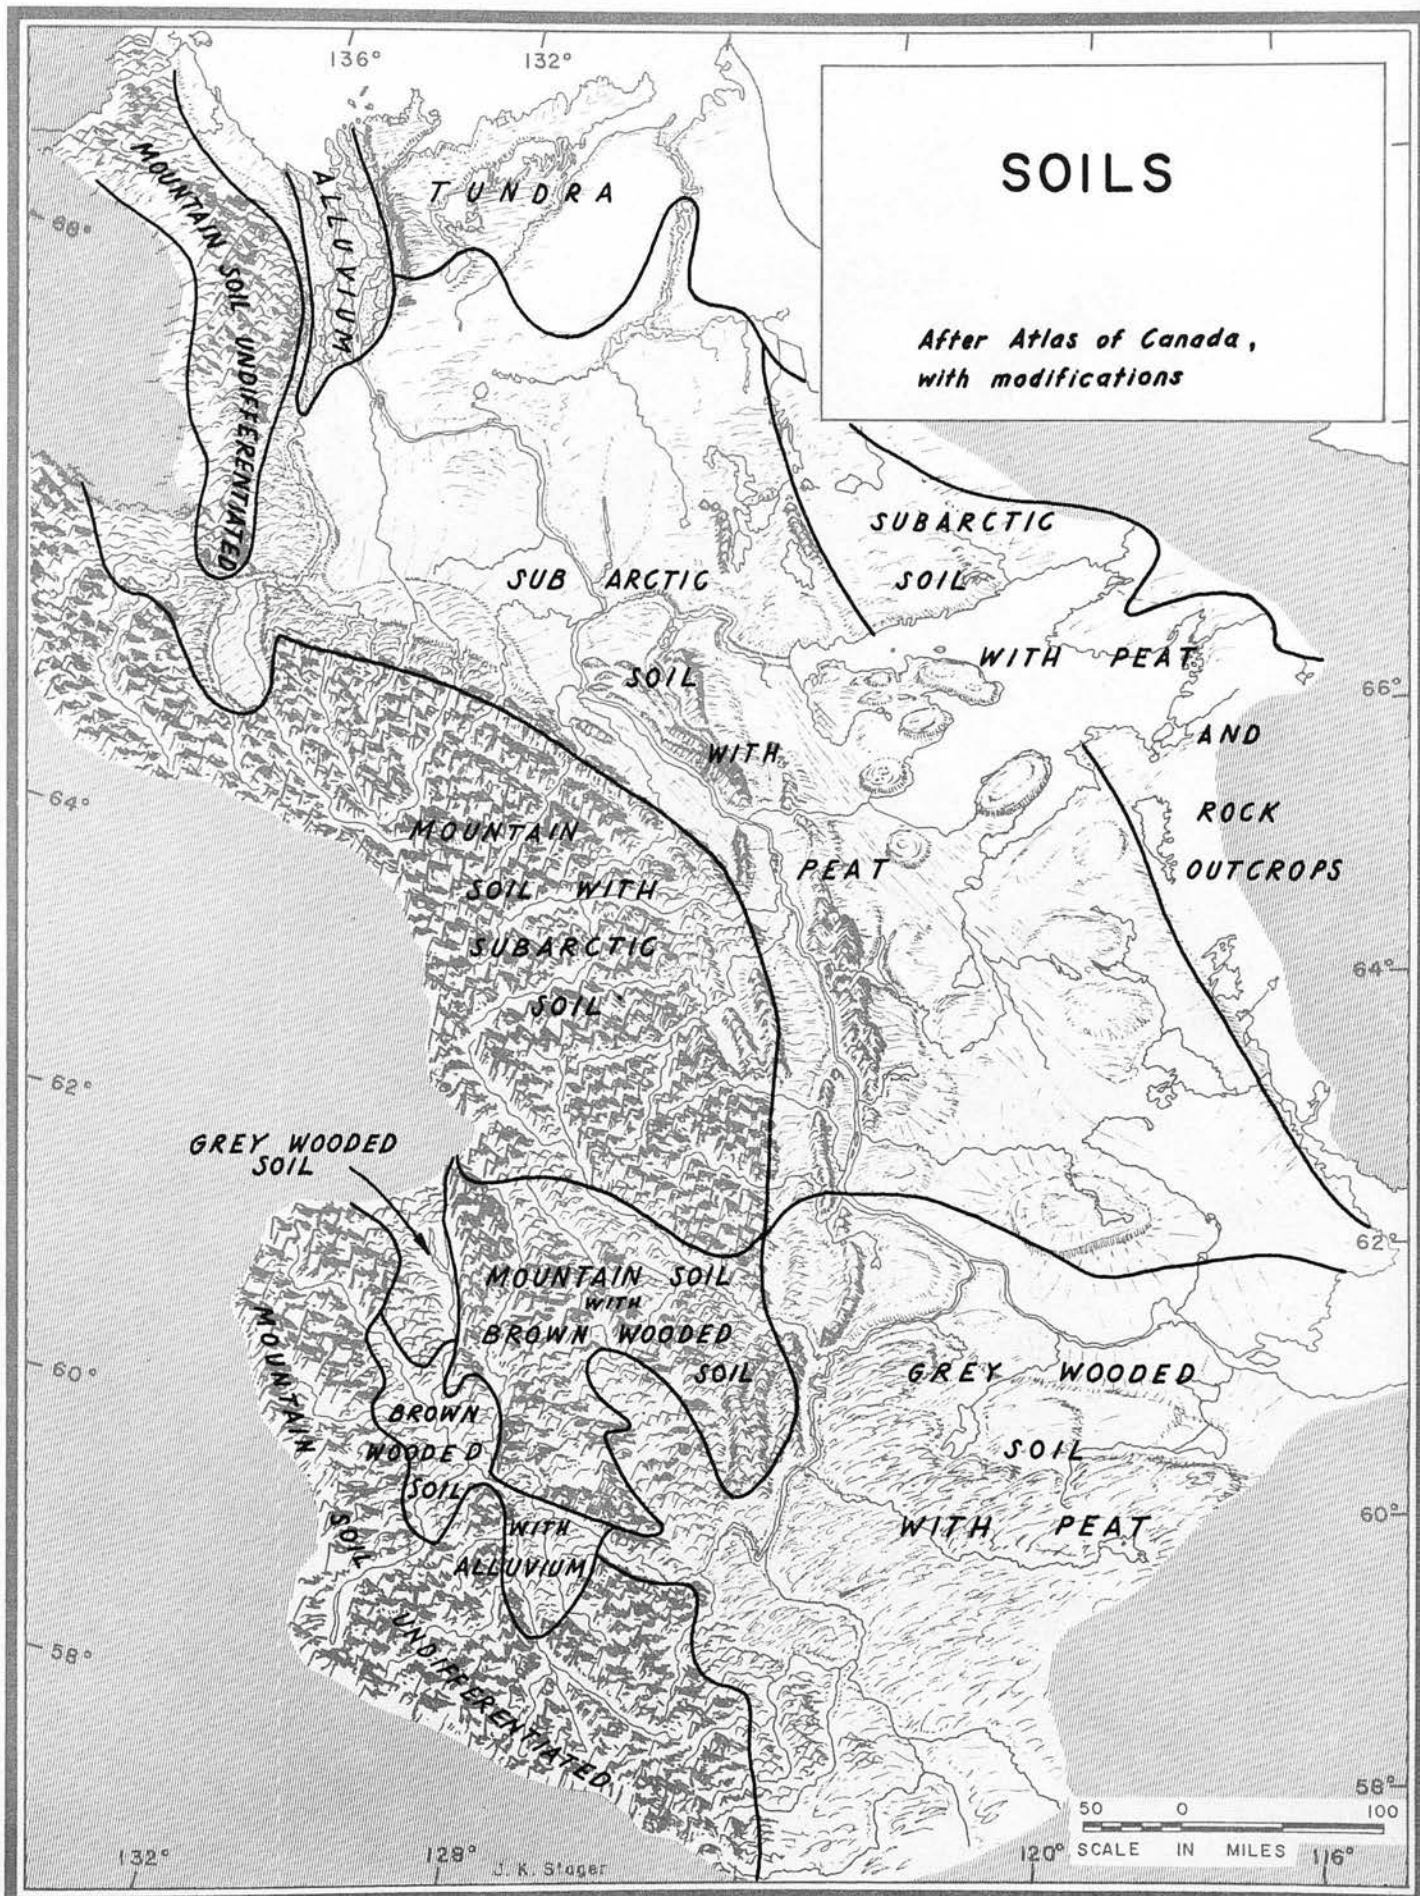 136° 132°
SOILS
After Atlas of Canada,
with modifications
TUNDRA
ALLUVIUM
MOUNTAIN SOIL UNDIFFERENTIATED
SUBARCTIC
SOIL
WITH PEAT
AND
ROCK
OUTCROPS
SUB ARCTIC
SOIL
WITH
PEAT
66°
64°
62°
60°
58°
64°
62°
60°
58°
MOUNTAIN
SOIL WITH
SUBARCTIC
SOIL
GREY WOODED
SOIL
MOUNTAIN SOIL
WITH
BROWN WOODED
SOIL
GREY WOODED
SOIL
WITH PEAT
BROWN
WOODED
SOIL
WITH
ALLUVIUM
MOUNTAIN
SOIL
UNDIFFERENTIATED
50 0 100
SCALE IN MILES
132° 128° 120° 116°
J. K. Stager